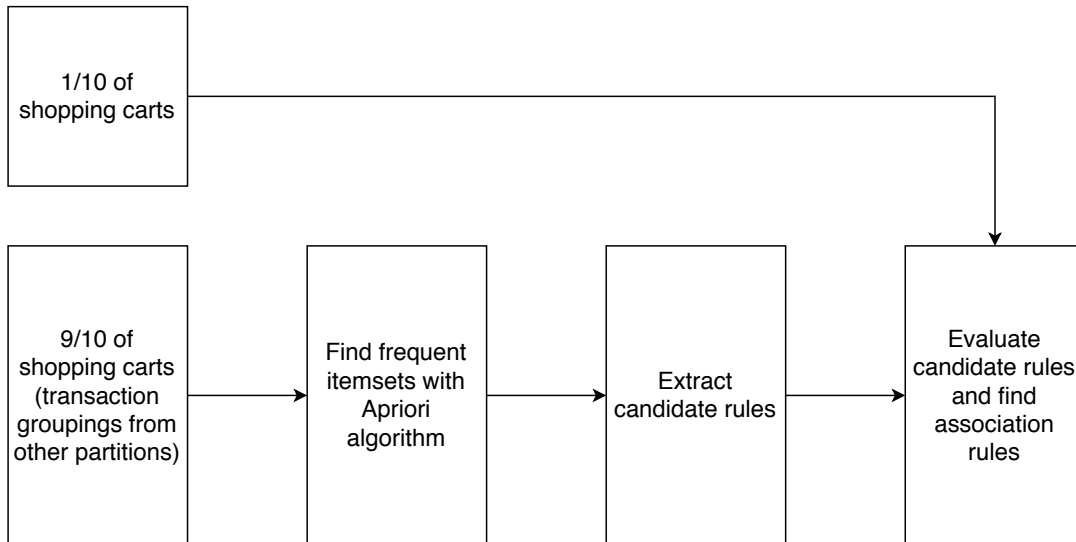 1/10 of
shopping carts
9/10 of
shopping carts
(transaction
groupings from
other partitions)
Find frequent
itemsets with
Apriori
algorithm
Extract
candidate rules
Evaluate
candidate rules
and find
association
rules